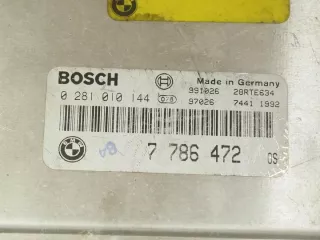 BOSCH
Made in Germany
0 281 010 144
991026 28RTE634
97026 7441 1992
7 786 472 OS